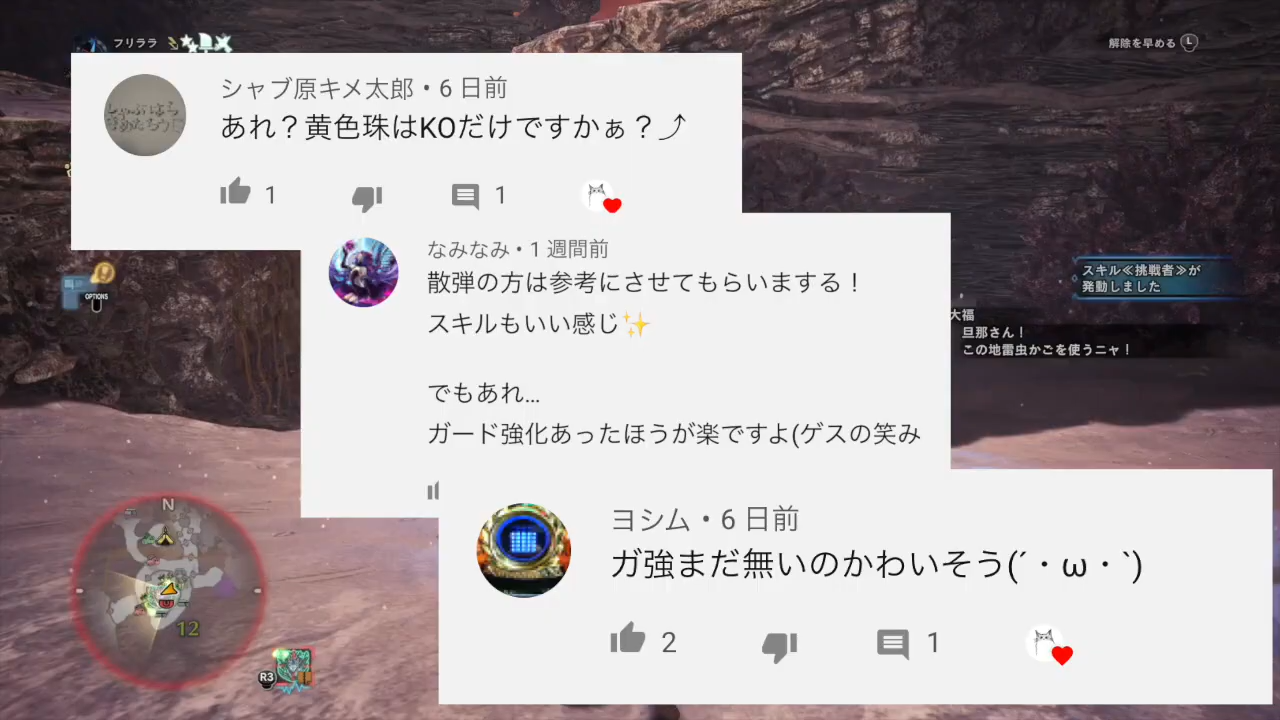 フリララ
解除を早める L
シャブ原キメ太郎・6 日前
あれ？黄色珠はKOだけですかぁ？⤴
1
1
なみなみ・1 週間前
散弾の方は参考にさせてもらいまする！
スキルもいい感じ✨
でもあれ...
ガード強化あったほうが楽ですよ(ゲスの笑み
OPTIONS
スキル≪挑戦者≫が
発動しました
大福
旦那さん！
この地雷虫かごを使うニャ！
ヨシム・6 日前
ガ強まだ無いのかわいそう(´・ω・`)
2
1
N
12
R3